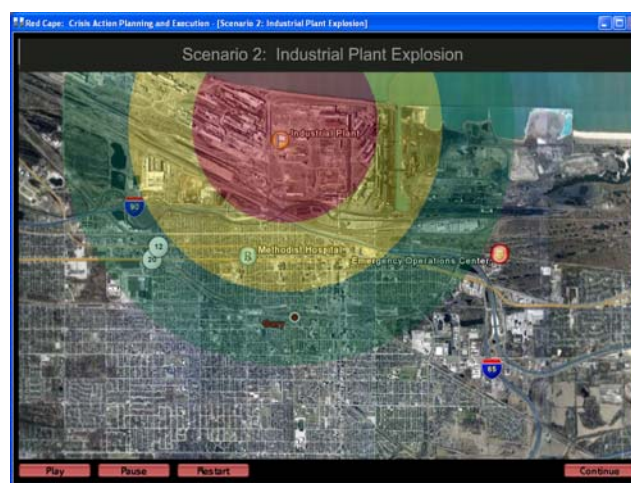 Red Cape: Crisis Action Planning and Execution - [Scenario 2: Industrial Plant Explosion]
Scenario 2: Industrial Plant Explosion
Industrial Plant
90
12
20
Methodist Hospital
Emergency Operations Center
Gary
65
Play
Pause
Restart
Continue